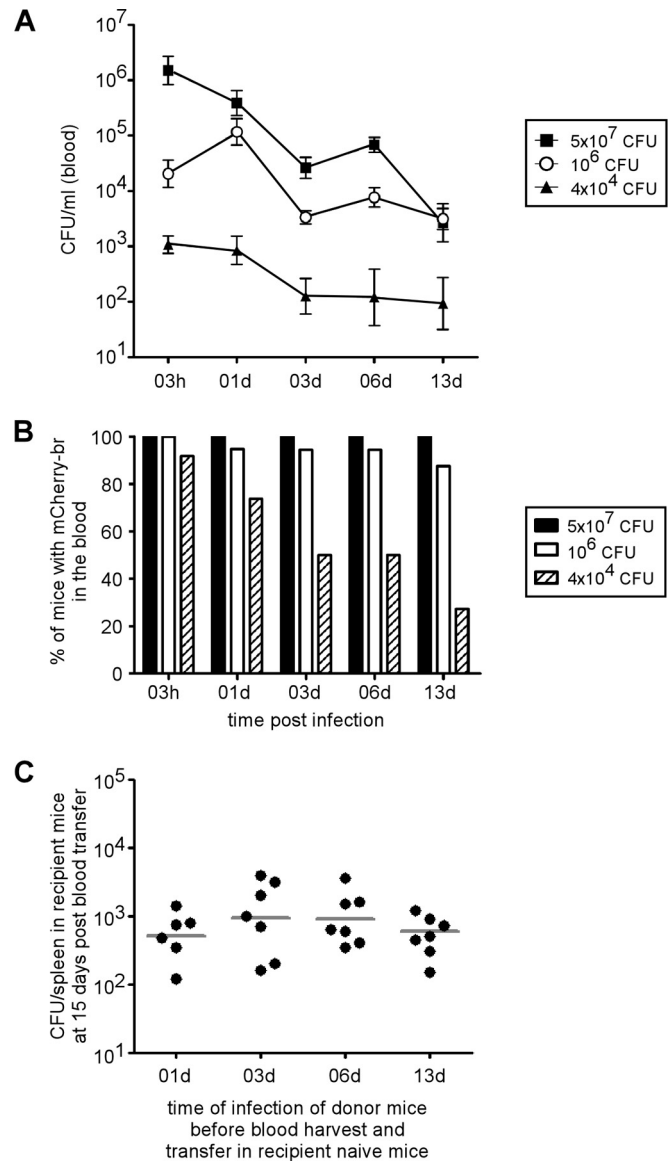 A
10^7
10^6
10^5
10^4
10^3
10^2
10^1
CFU/ml (blood)
03h 01d 03d 06d 13d
5x10^7 CFU
10^6 CFU
4x10^4 CFU
B
100
80
60
40
20
0
% of mice with mCherry-br
in the blood
03h 01d 03d 06d 13d
time post infection
5x10^7 CFU
10^6 CFU
4x10^4 CFU
C
10^5
10^4
10^3
10^2
10^1
CFU/spleen in recipient mice
at 15 days post blood transfer
01d 03d 06d 13d
time of infection of donor mice
before blood harvest and
transfer in recipient naive mice